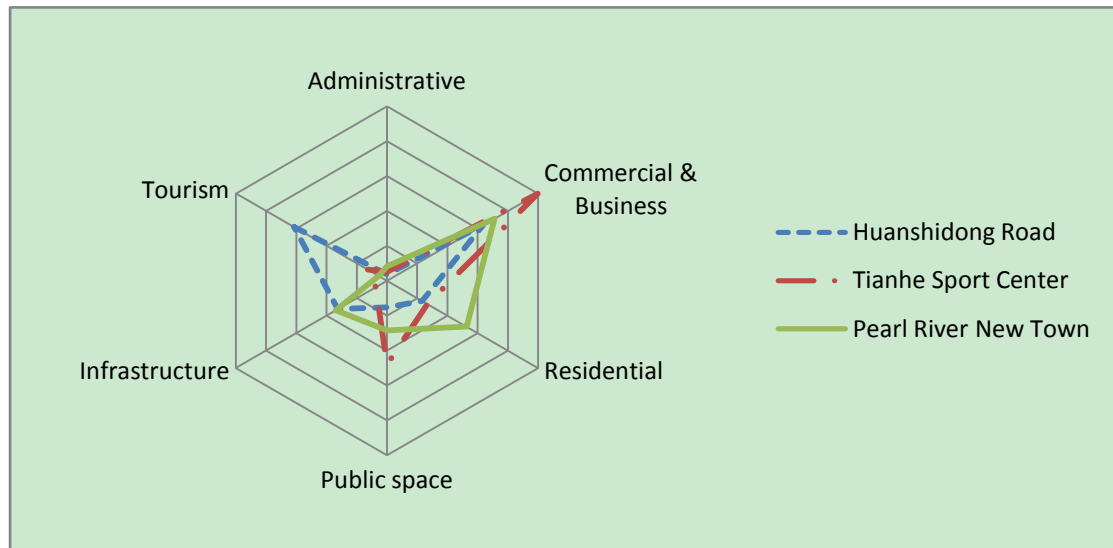 Administrative
Commercial &
Business
Tourism
Huanshidong Road
Tianhe Sport Center
Pearl River New Town
Infrastructure
Residential
Public space